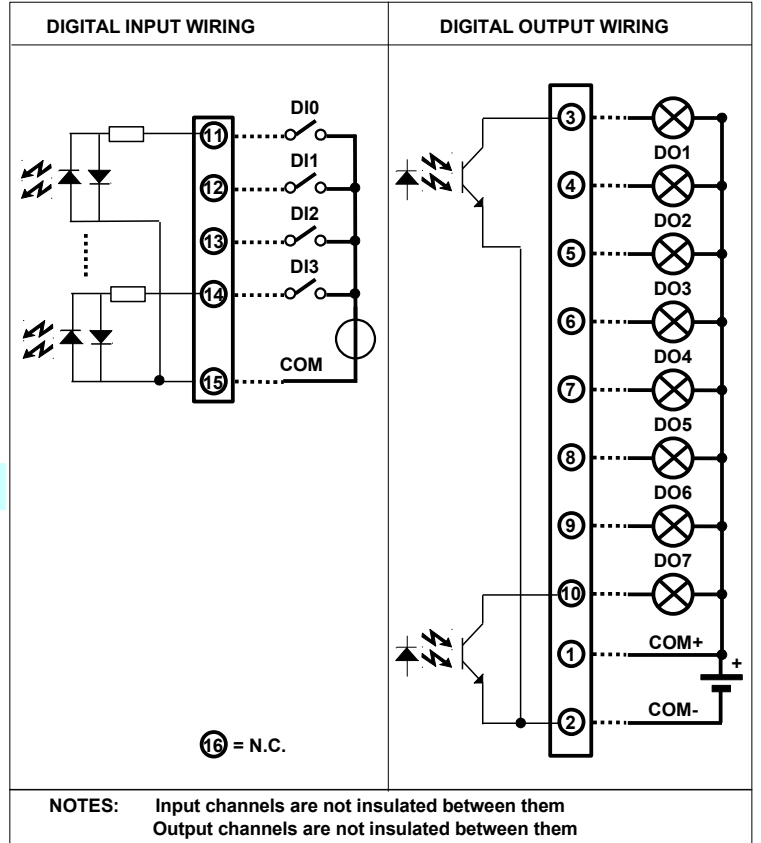 DIGITAL INPUT WIRING
DIGITAL OUTPUT WIRING
11
DI0
12
DI1
13
DI2
14
DI3
15
COM
16 = N.C.
3
4
DO1
5
DO2
6
DO3
7
DO4
8
DO5
9
DO6
10
DO7
1
COM+
+
2
COM-
NOTES: Input channels are not insulated between them
Output channels are not insulated between them